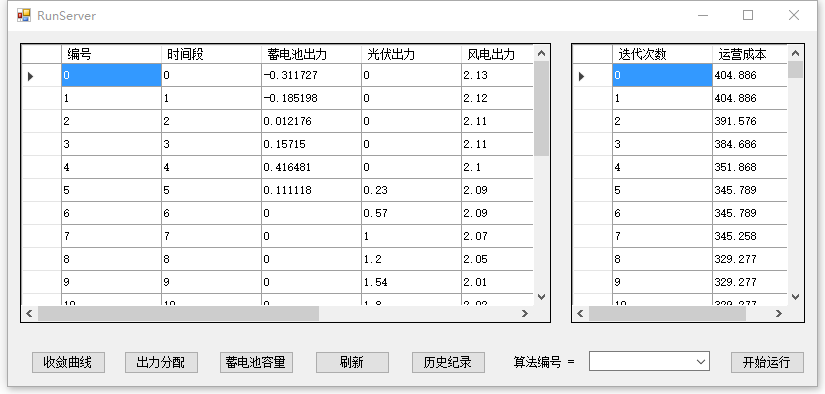 RunServer
编号 时间段 蓄电池出力 光伏出力 风电出力
0 0 -0.311727 0 2.13
1 1 -0.185198 0 2.12
2 2 0.012176 0 2.11
3 3 0.15715 0 2.11
4 4 0.416481 0 2.1
5 5 0.111118 0.23 2.09
6 6 0 0.57 2.09
7 7 0 1 2.07
8 8 0 1.2 2.05
9 9 0 1.54 2.01
10 10 0 1.8 2.02
迭代次数 运营成本
0 404.886
1 404.886
2 391.576
3 384.686
4 351.868
5 345.789
6 345.789
7 345.258
8 329.277
9 329.277
10 329.277
收敛曲线 出力分配 蓄电池容量 刷新 历史纪录 算法编号 = 开始运行